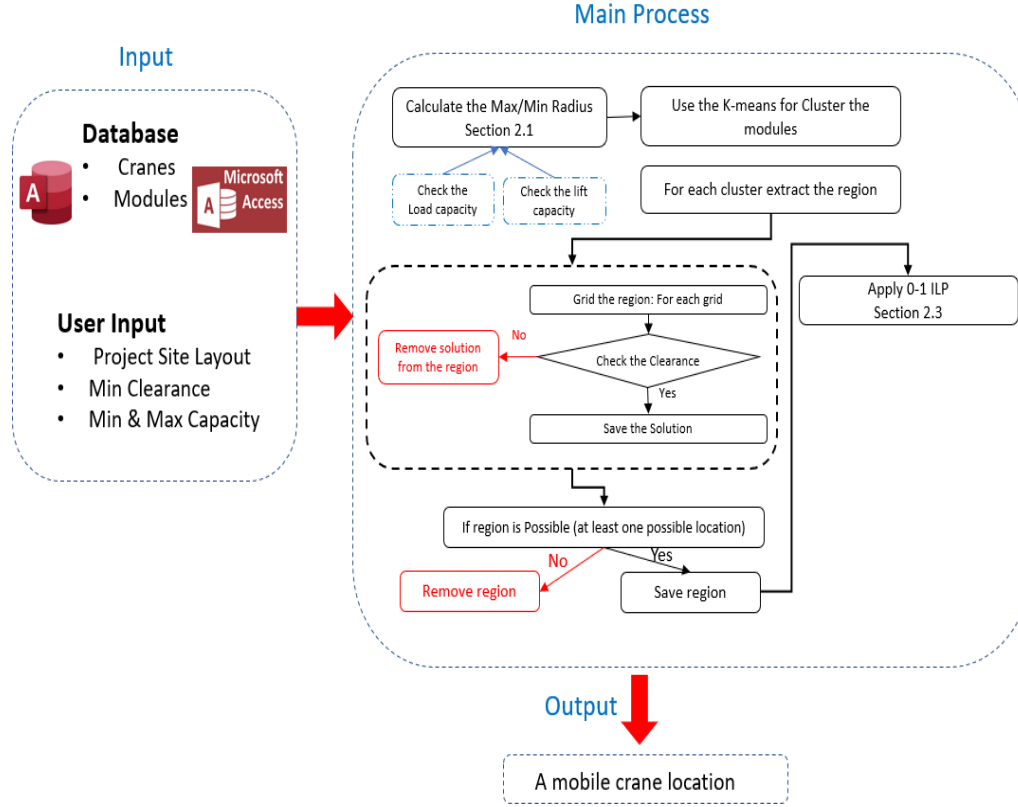 Main Process
Input
Database
• Cranes
• Modules
A
Microsoft
Access
A
User Input
• Project Site Layout
• Min Clearance
• Min & Max Capacity
Calculate the Max/Min Radius
Section 2.1
Use the K-means for Cluster the
modules
Check the
Load capacity
Check the lift
capacity
For each cluster extract the region
Grid the region: For each grid
No
Remove solution
from the region
Check the Clearance
Yes
Save the Solution
Apply 0-1 ILP
Section 2.3
If region is Possible (at least one possible location)
No
Yes
Remove region
Save region
Output
A mobile crane location